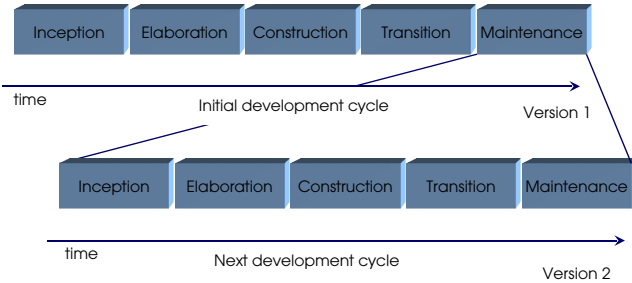 Inception Elaboration Construction Transition Maintenance
time
Initial development cycle
Version 1
Inception Elaboration Construction Transition Maintenance
time
Next development cycle
Version 2